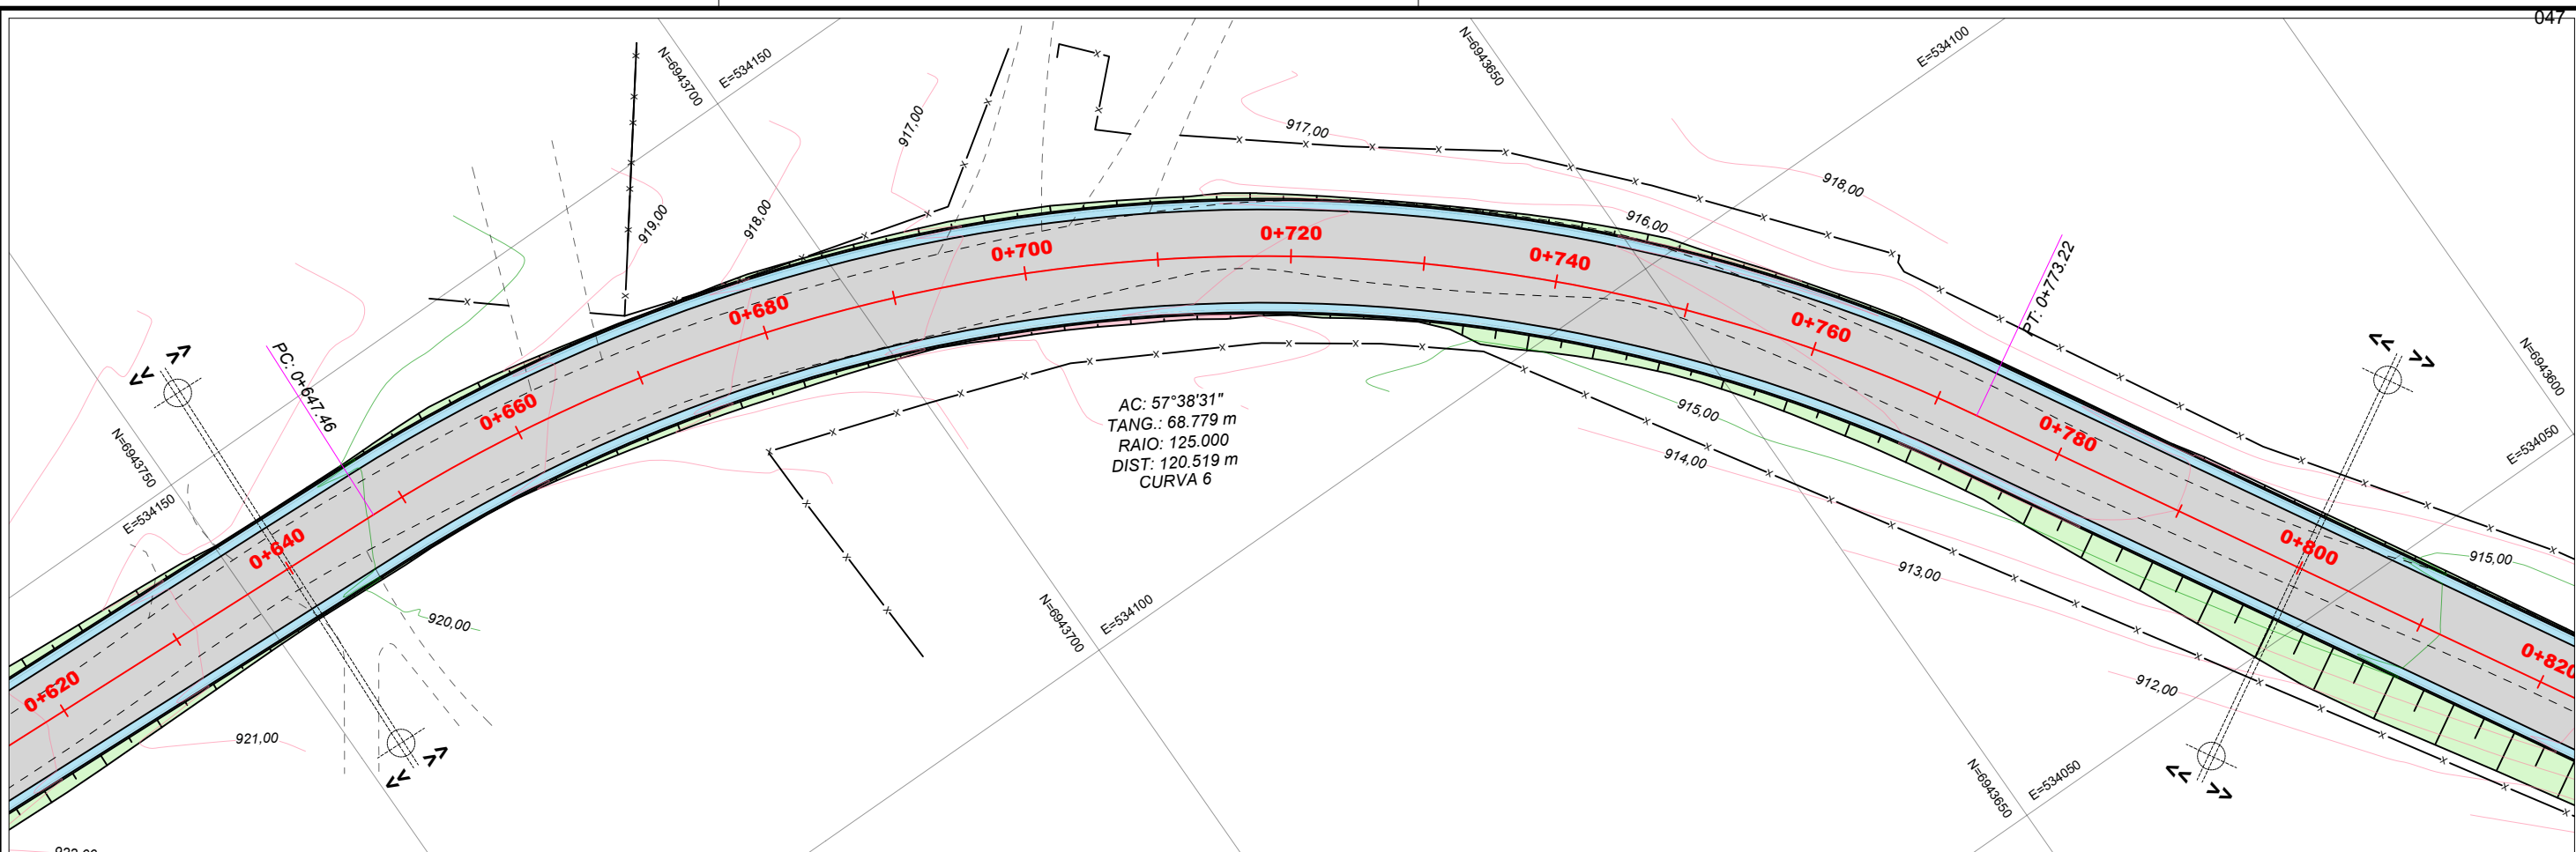 047
N=6943700
E=534150
N=6943650
E=534100
917,00
917,00
918,00
919,00
918,00
916,00
0+700
0+720
0+740
PT: 0+773.22
0+680
0+760
PC: 0+647.46
N=6943600
0+660
AC: 57°38'31"
TANG.: 68.779 m
RAIO: 125.000
DIST: 120.519 m
CURVA 6
915,00
914,00
0+780
E=534050
N=6943750
E=534150
0+640
0+800
915,00
913,00
920,00
N=6943700
E=534100
0+620
0+820
912,00
921,00
N=6943650
E=534050